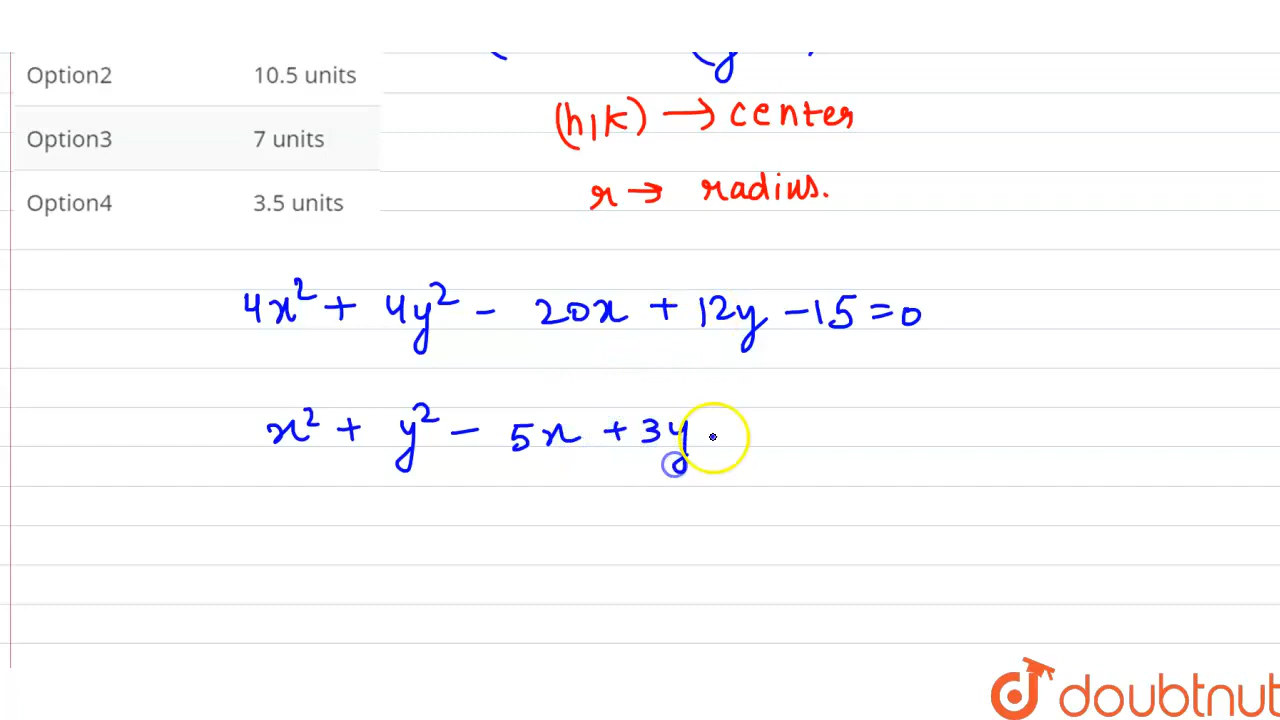 Option2 10.5 units
(h,k) → center
Option3 7 units
r → radius.
Option4 3.5 units
4x² + 4y² - 20x + 12y - 15 = 0
x² + y² - 5x + 3y
doubtnut